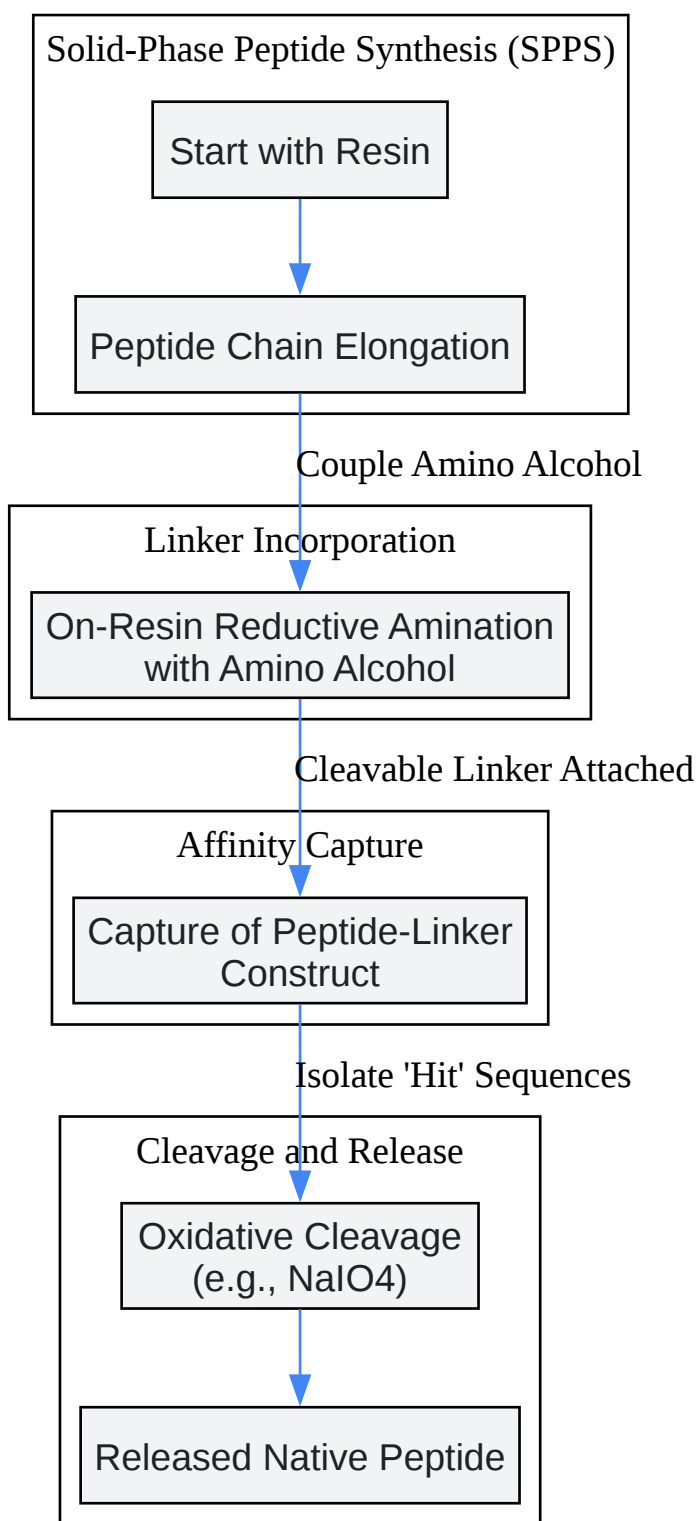 Solid-Phase Peptide Synthesis (SPPS)
Start with Resin
Peptide Chain Elongation
Couple Amino Alcohol
Linker Incorporation
On-Resin Reductive Amination
with Amino Alcohol
Cleavable Linker Attached
Affinity Capture
Capture of Peptide-Linker
Construct
Isolate 'Hit' Sequences
Cleavage and Release
Oxidative Cleavage
(e.g., NaIO4)
Released Native Peptide